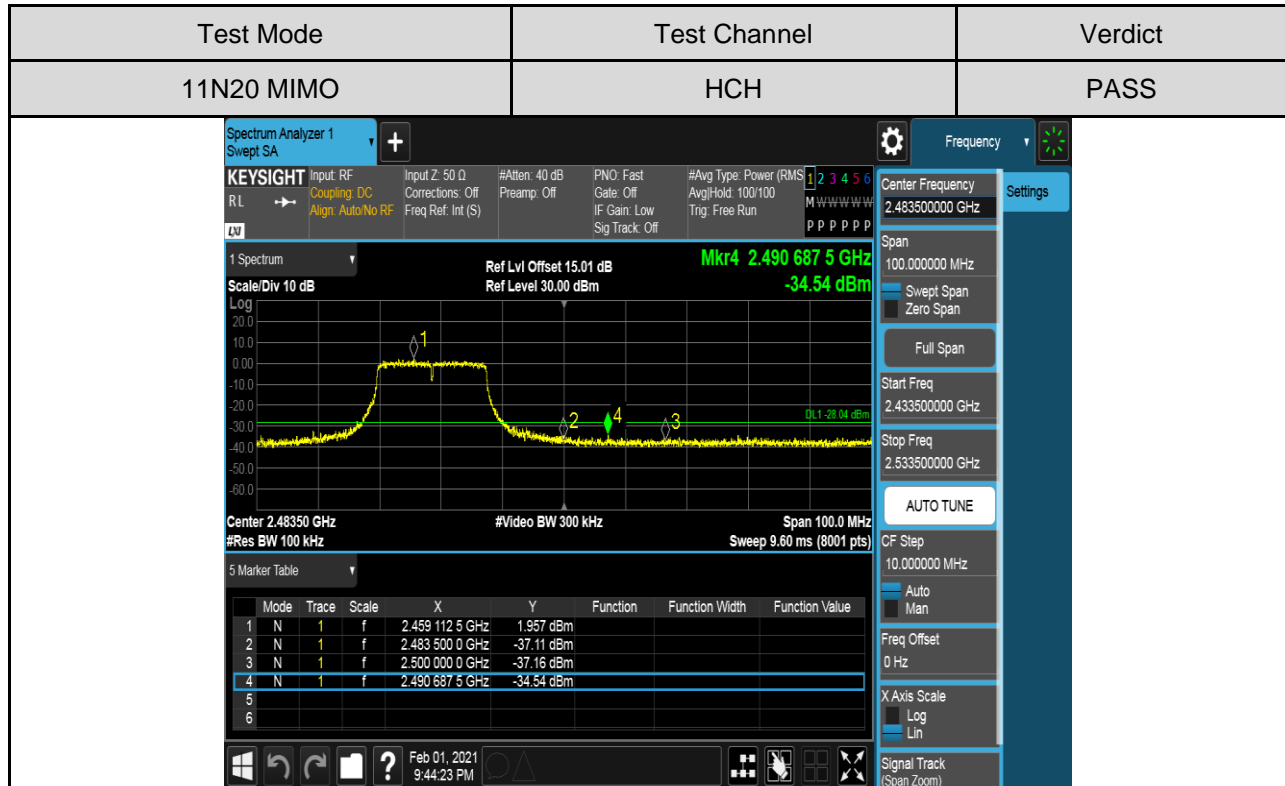 Test Mode Test Channel Verdict
11N20 MIMO HCH PASS
Spectrum Analyzer 1
Swept SA
+
Frequency
KEYSIGHT Input: RF Input Z: 50 Ω #Atten: 40 dB PNO: Fast #Avg Type: Power (RMS 1 2 3 4 5 6
RL Coupling: DC Corrections: Off Preamp: Off Gate: Off Avg|Hold: 100/100 M W W W W W
Align: Auto/No RF Freq Ref: Int (S) IF Gain: Low Trig: Free Run
LXI Sig Track: Off P P P P P P
Center Frequency
2.483500000 GHz
Settings
1 Spectrum
Ref Lvl Offset 15.01 dB
Mkr4 2.490 687 5 GHz
Scale/Div 10 dB
Ref Level 30.00 dBm
-34.54 dBm
Log
20.0
10.0
0.00
-10.0
-20.0
-30.0
-40.0
-50.0
-60.0
1
2
4
3
DL1 -28.04 dBm
Center 2.48350 GHz #Video BW 300 kHz Span 100.0 MHz
#Res BW 100 kHz Sweep 9.60 ms (8001 pts)
Span
100.000000 MHz
Swept Span
Zero Span
Full Span
Start Freq
2.433500000 GHz
Stop Freq
2.533500000 GHz
AUTO TUNE
CF Step
10.000000 MHz
Auto
Man
Freq Offset
0 Hz
X Axis Scale
Log
Lin
Signal Track
(Span Zoom)
5 Marker Table
Mode Trace Scale X Y Function Function Width Function Value
1 N 1 f 2.459 112 5 GHz 1.957 dBm
2 N 1 f 2.483 500 0 GHz -37.11 dBm
3 N 1 f 2.500 000 0 GHz -37.16 dBm
4 N 1 f 2.490 687 5 GHz -34.54 dBm
5
6
?
Feb 01, 2021
9:44:23 PM